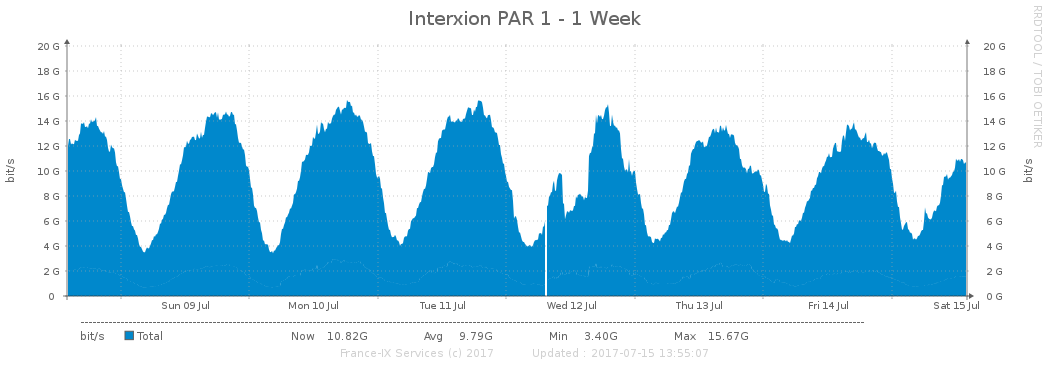 Interxion PAR 1 - 1 Week
RRDTOOL / TOBI OETIKER
bit/s
20 G
18 G
16 G
14 G
12 G
10 G
8 G
6 G
4 G
2 G
0
20 G
18 G
16 G
14 G
12 G
10 G
8 G
6 G
4 G
2 G
0 G
bit/s
Sun 09 Jul Mon 10 Jul Tue 11 Jul Wed 12 Jul Thu 13 Jul Fri 14 Jul Sat 15 Jul
bit/s Total Now 10.82G Avg 9.79G Min 3.40G Max 15.67G
France-IX Services (c) 2017 Updated : 2017-07-15 13:55:07